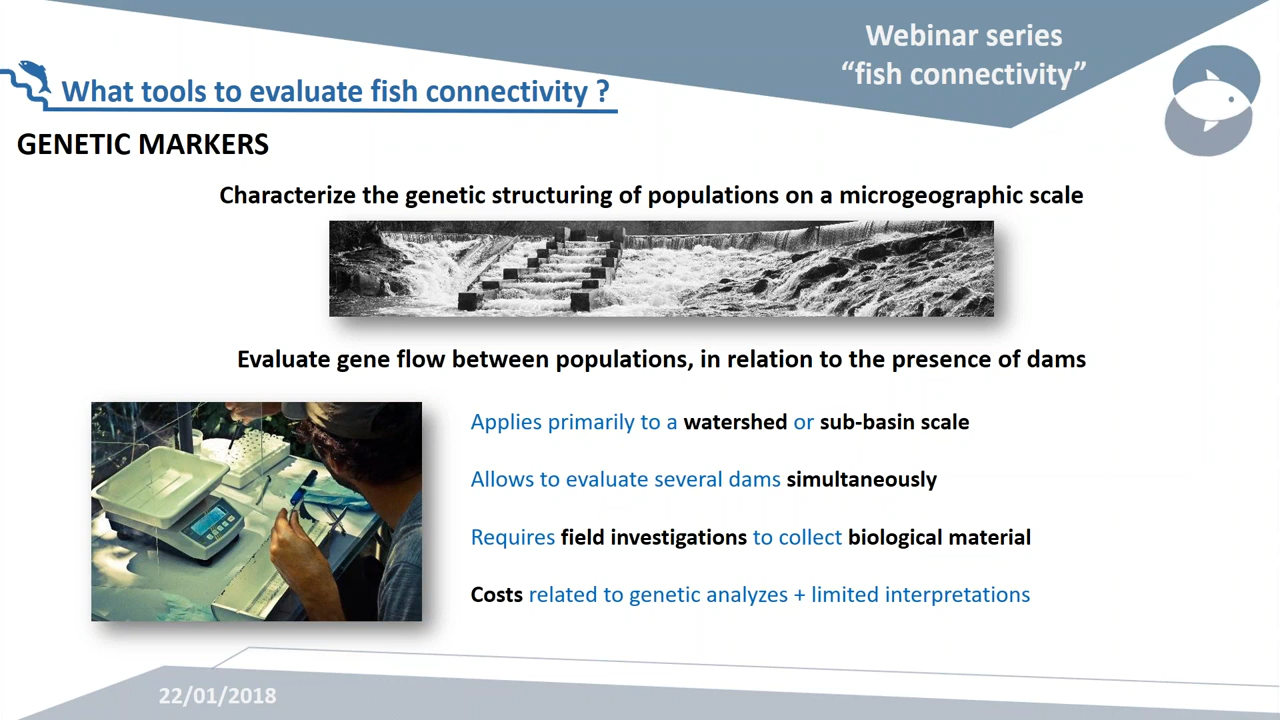 Webinar series
“fish connectivity”
What tools to evaluate fish connectivity ?
GENETIC MARKERS
Characterize the genetic structuring of populations on a microgeographic scale
Evaluate gene flow between populations, in relation to the presence of dams
Applies primarily to a watershed or sub-basin scale
Allows to evaluate several dams simultaneously
Requires field investigations to collect biological material
Costs related to genetic analyzes + limited interpretations
22/01/2018